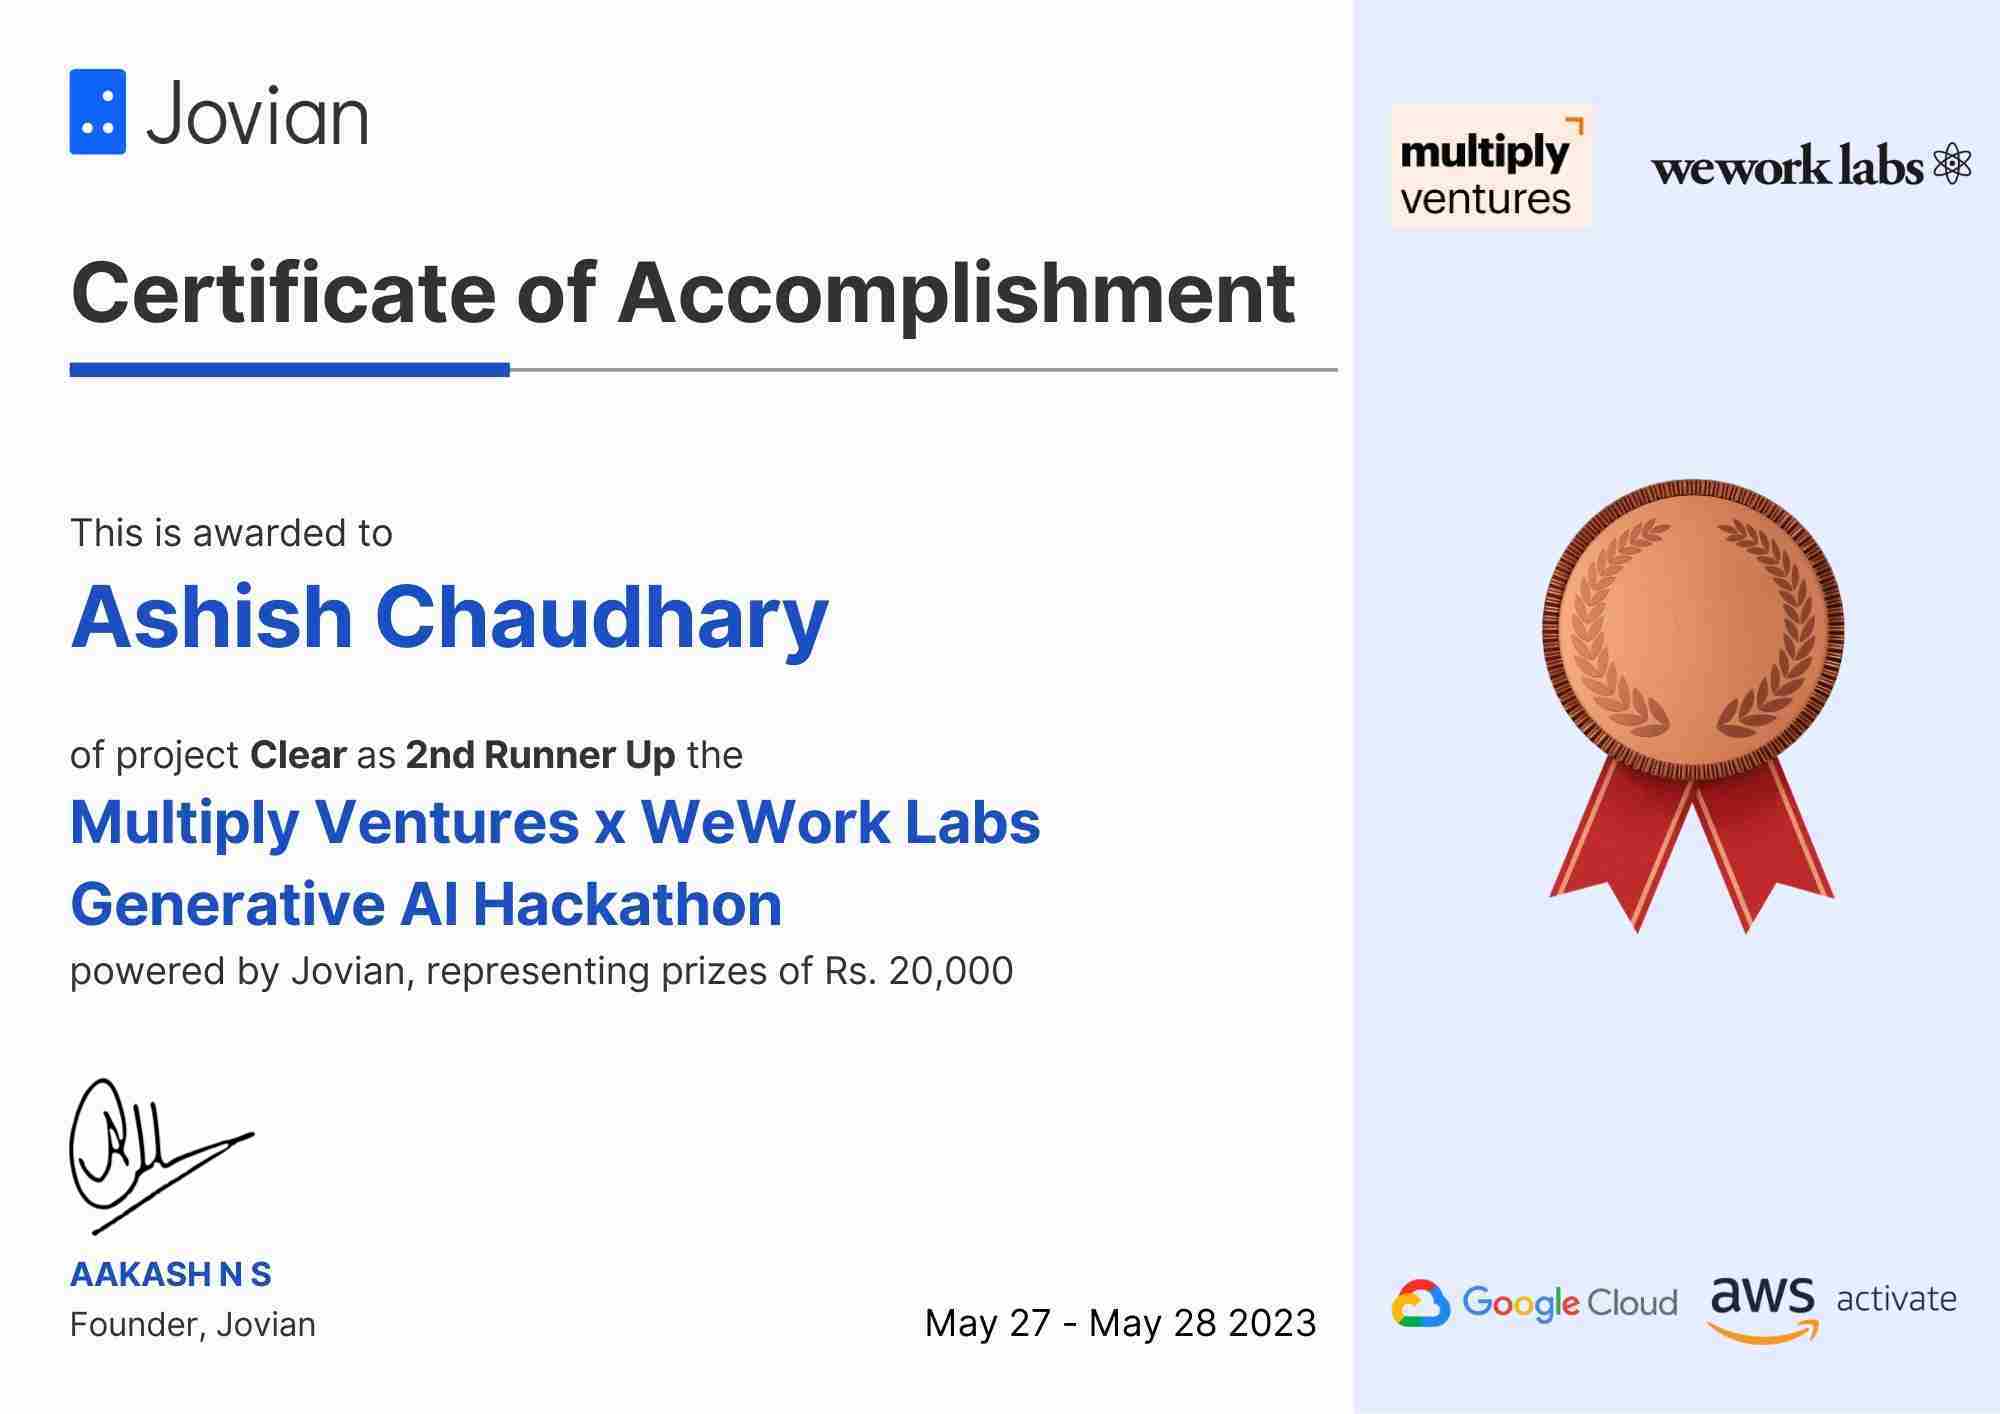 Jovian
Certificate of Accomplishment
This is awarded to
Ashish Chaudhary
of project Clear as 2nd Runner Up the
Multiply Ventures x WeWork Labs
Generative AI Hackathon
powered by Jovian, representing prizes of Rs. 20,000
AAKASH N S
Founder, Jovian
May 27 - May 28 2023
multiply
ventures
wework labs
Google Cloud
aws activate